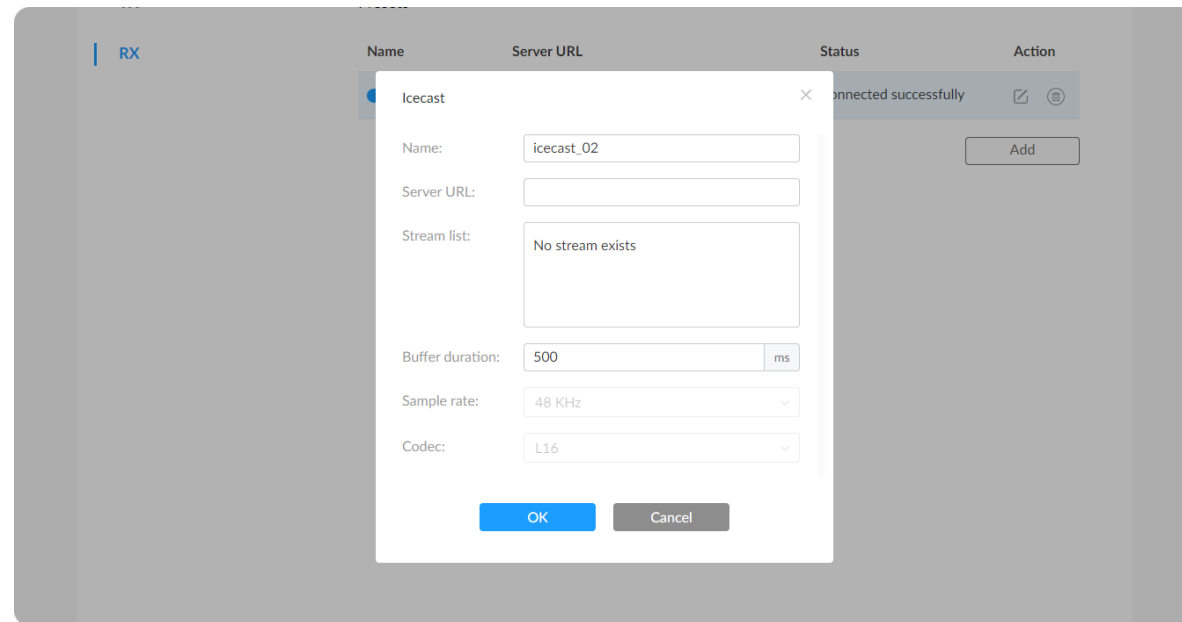 RX
Name Server URL Status Action
onnected successfully
Add
Icecast
Name: icecast_02
Server URL:
Stream list: No stream exists
Buffer duration: 500 ms
Sample rate: 48 KHz
Codec: L16
OK Cancel